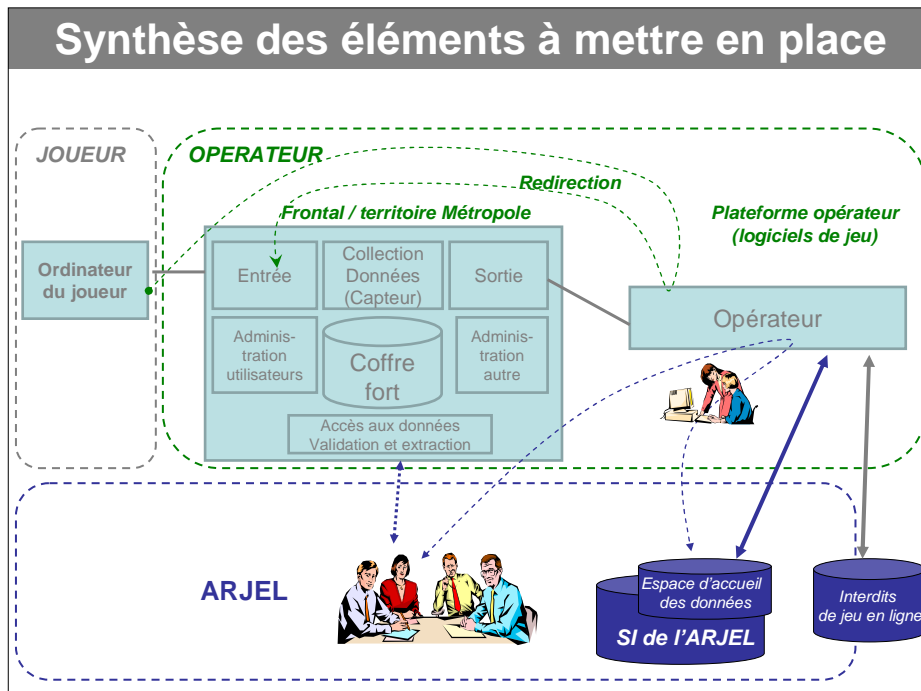 Synthèse des éléments à mettre en place
JOUEUR
OPERATEUR
Redirection
Frontal / territoire Métropole
Plateforme opérateur
(logiciels de jeu)
Ordinateur
du joueur
Entrée
Collection
Données
(Capteur)
Sortie
Opérateur
Adminis-
tration
utilisateurs
Coffre
fort
Adminis-
tration
autre
Accès aux données
Validation et extraction
ARJEL
Espace d'accueil
des données
SI de l'ARJEL
Interdits
de jeu en ligne